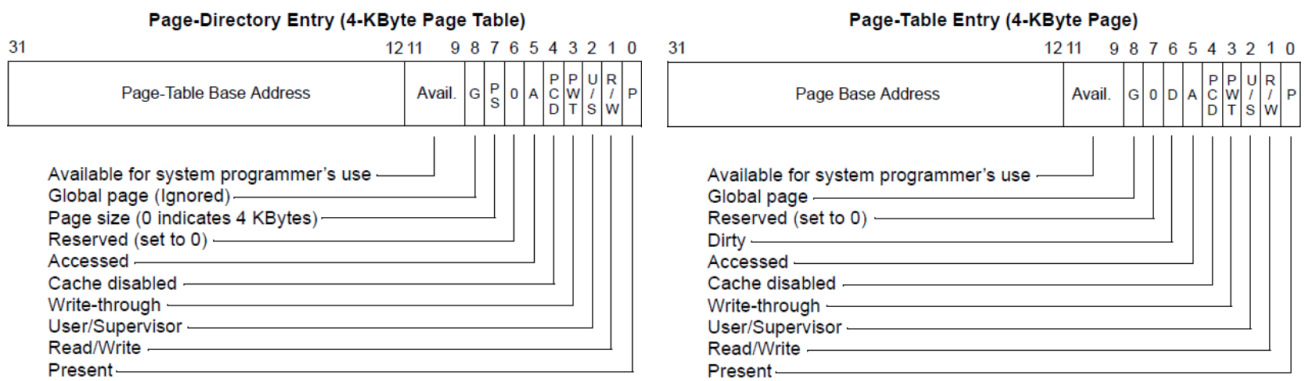 Page-Directory Entry (4-KByte Page Table)
31 12 11 9 8 7 6 5 4 3 2 1 0
Page-Table Base Address Avail. G PS 0 A PCD PWT U/S R/W P
Available for system programmer's use
Global page (Ignored)
Page size (0 indicates 4 KBytes)
Reserved (set to 0)
Accessed
Cache disabled
Write-through
User/Supervisor
Read/Write
Present
Page-Table Entry (4-KByte Page)
31 12 11 9 8 7 6 5 4 3 2 1 0
Page Base Address Avail. G 0 D A PCD PWT U/S R/W P
Available for system programmer's use
Global page
Reserved (set to 0)
Dirty
Accessed
Cache disabled
Write-through
User/Supervisor
Read/Write
Present